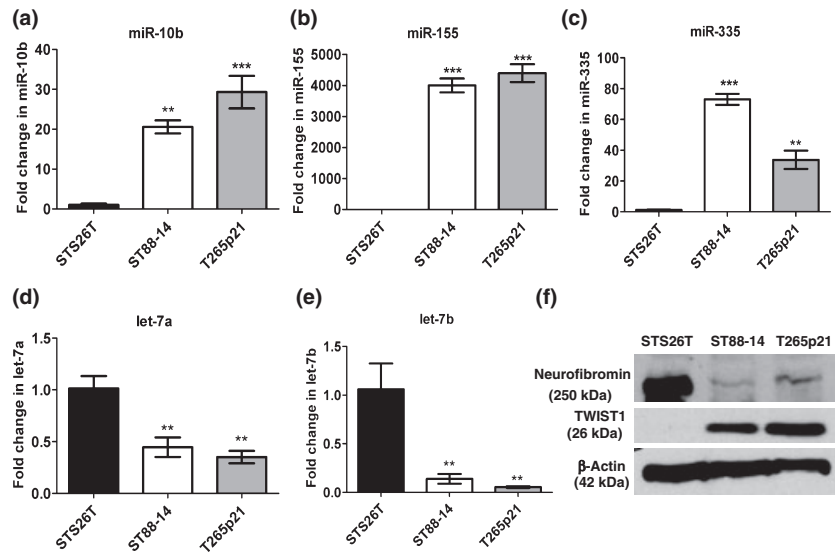 (a)
miR-10b
Fold change in miR-10b
40
30
20
10
0
**
***
STS26T
ST88-14
T265p21
(b)
miR-155
Fold change in miR-155
5000
4000
3000
2000
1000
0
***
***
STS26T
ST88-14
T265p21
(c)
miR-335
Fold change in miR-335
100
80
60
40
20
0
***
**
STS26T
ST88-14
T265p21
(d)
let-7a
Fold change in let-7a
1.5
1.0
0.5
0.0
**
**
STS26T
ST88-14
T265p21
(e)
let-7b
Fold change in let-7b
1.5
1.0
0.5
0.0
**
**
STS26T
ST88-14
T265p21
(f)
STS26T ST88-14 T265p21
Neurofibromin
(250 kDa)
TWIST1
(26 kDa)
β-Actin
(42 kDa)